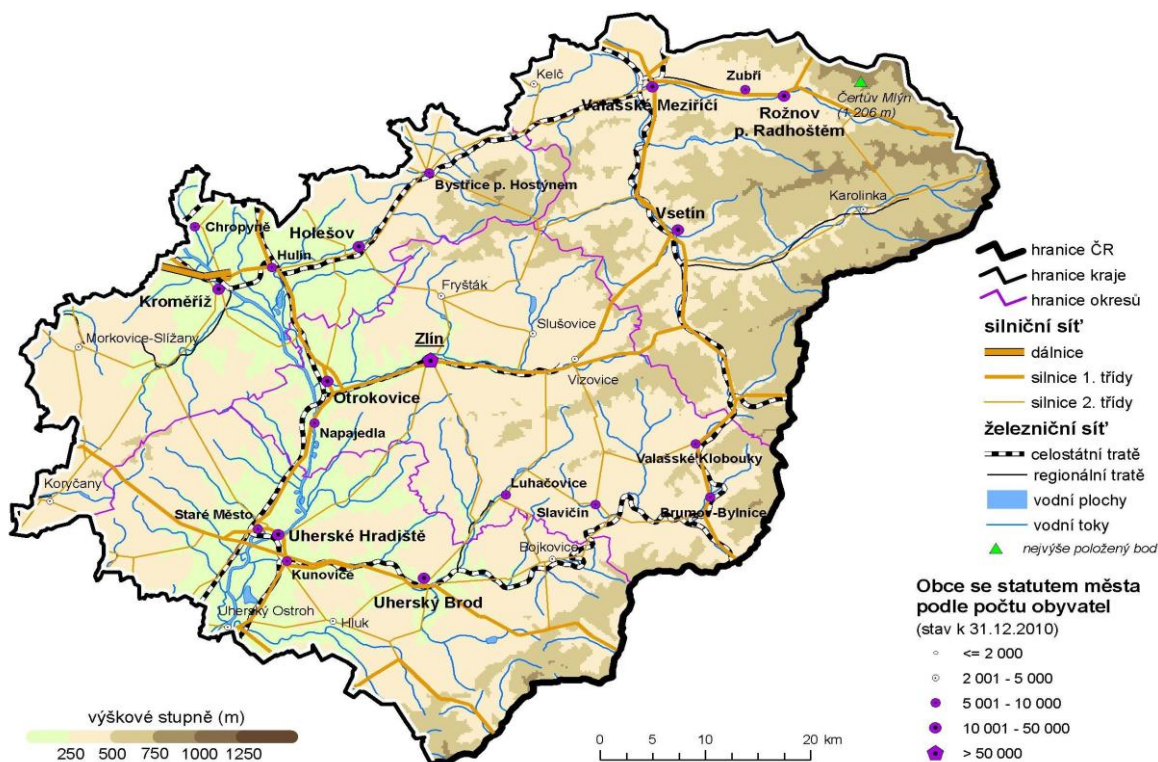 Kelč
Zubří
Valašské Meziříčí
Čertův Mlýn
(1 206 m)
Rožnov
p. Radhoštěm
Bystřice p. Hostýnem
Karolinka
Vsetín
Chropyně
Holešov
Hulín
Kroměříž
Fryšták
Slušovice
Morkovice-Slížany
Zlín
Vizovice
Otrokovice
Napajedla
Valašské Klobouky
Koryčany
Luhačovice
Slavičín
Brumov-Bylnice
Staré Město
Uherské Hradiště
Bojkovice
Kunovice
Uherský Brod
Uherský Ostroh
Hluk
hranice ČR
hranice kraje
hranice okresů
silniční síť
dálnice
silnice 1. třídy
silnice 2. třídy
železniční síť
celostátní tratě
regionální tratě
vodní plochy
vodní toky
nejvýše položený bod
Obce se statutem města
podle počtu obyvatel
(stav k 31.12.2010)
<= 2 000
2 001 - 5 000
5 001 - 10 000
10 001 - 50 000
> 50 000
výškové stupně (m)
250 500 750 1000 1250
0 5 10 20 km